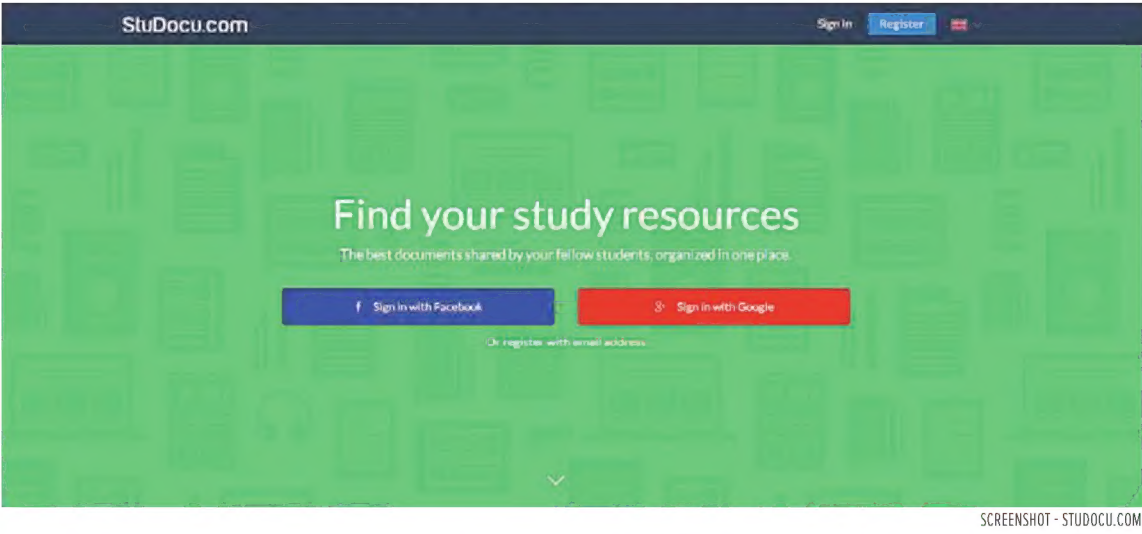 StuDocu.com
Sign in Register
Find your study resources
The best documents shared by your fellow students, organized in one place.
f Sign in with Facebook
g+ Sign in with Google
Or register with email address
SCREENSHOT - STUDOCU.COM